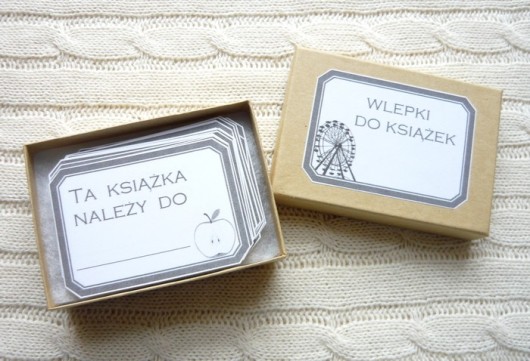 TA KSIĄŻKA
NALEŻY DO
WLEPKI
DO KSIĄŻEK